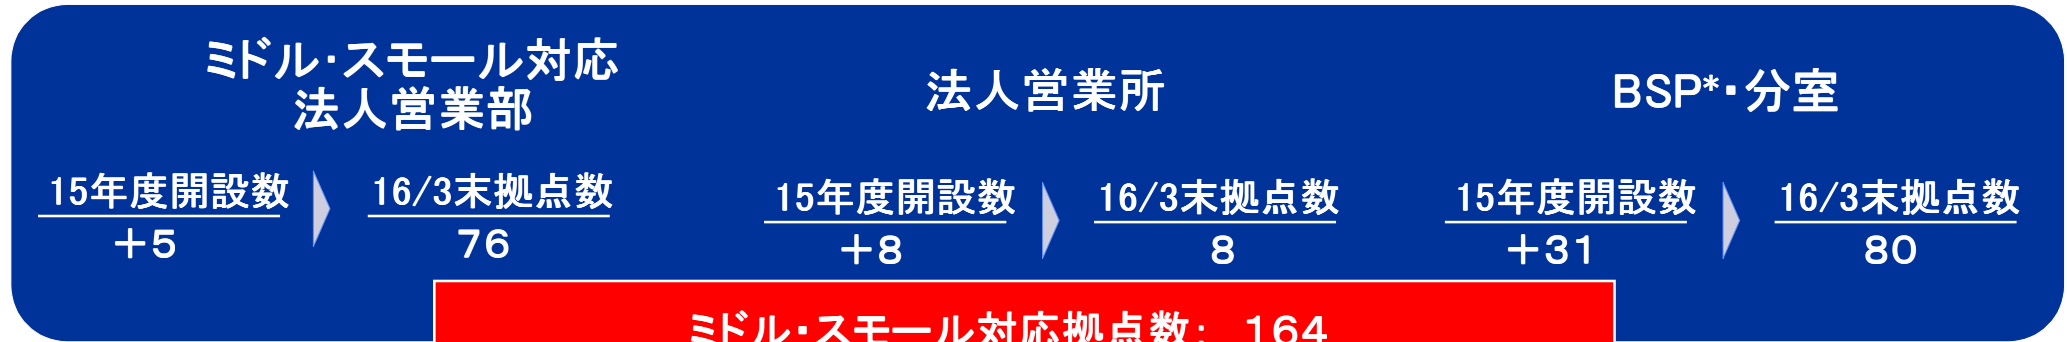 ミドル・スモール対応
法人営業部
15年度開設数
16/3末拠点数
＋5
76
法人営業所
15年度開設数
16/3末拠点数
＋8
8
BSP*・分室
15年度開設数
16/3末拠点数
＋31
80
ミドル・スモール対応拠点数： 164